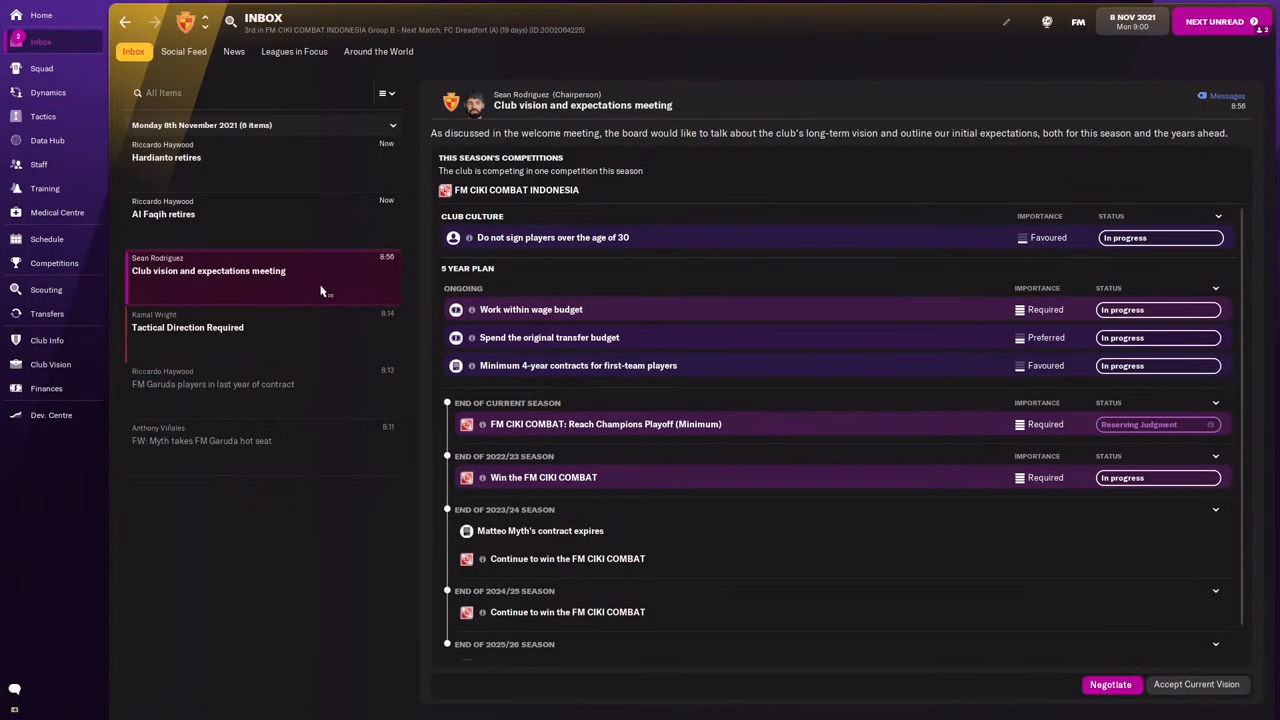 Home
2
Inbox
Squad
Dynamics
Tactics
Data Hub
Staff
Training
Medical Centre
Schedule
Competitions
Scouting
Transfers
Club Info
Club Vision
Finances
Dev. Centre
INBOX
3rd in FM CIKI COMBAT INDONESIA Group B - Next Match: FC Dreadfort (A) (19 days) (ID:2002064225)
FM
8 NOV 2021
Mon 9:00
NEXT UNREAD
2
Inbox
Social Feed
News
Leagues in Focus
Around the World
All Items
Monday 8th November 2021 (6 items)
Riccardo Haywood
Now
Hardianto retires
Riccardo Haywood
Now
Al Faqih retires
Sean Rodriguez
8:56
Club vision and expectations meeting
Kamal Wright
8:14
Tactical Direction Required
Riccardo Haywood
8:13
FM Garuda players in last year of contract
Anthony Viñales
8:11
FW: Myth takes FM Garuda hot seat
Sean Rodriguez (Chairperson)
Club vision and expectations meeting
Messages
8:56
As discussed in the welcome meeting, the board would like to talk about the club's long-term vision and outline our initial expectations, both for this season and the years ahead.
THIS SEASON'S COMPETITIONS
The club is competing in one competition this season
FM CIKI COMBAT INDONESIA
CLUB CULTURE
IMPORTANCE
STATUS
Do not sign players over the age of 30
Favoured
In progress
5 YEAR PLAN
ONGOING
IMPORTANCE
STATUS
Work within wage budget
Required
In progress
Spend the original transfer budget
Preferred
In progress
Minimum 4-year contracts for first-team players
Favoured
In progress
END OF CURRENT SEASON
IMPORTANCE
STATUS
FM CIKI COMBAT: Reach Champions Playoff (Minimum)
Required
Reserving Judgment
END OF 2022/23 SEASON
IMPORTANCE
STATUS
Win the FM CIKI COMBAT
Required
In progress
END OF 2023/24 SEASON
Matteo Myth's contract expires
Continue to win the FM CIKI COMBAT
END OF 2024/25 SEASON
Continue to win the FM CIKI COMBAT
END OF 2025/26 SEASON
Negotiate
Accept Current Vision